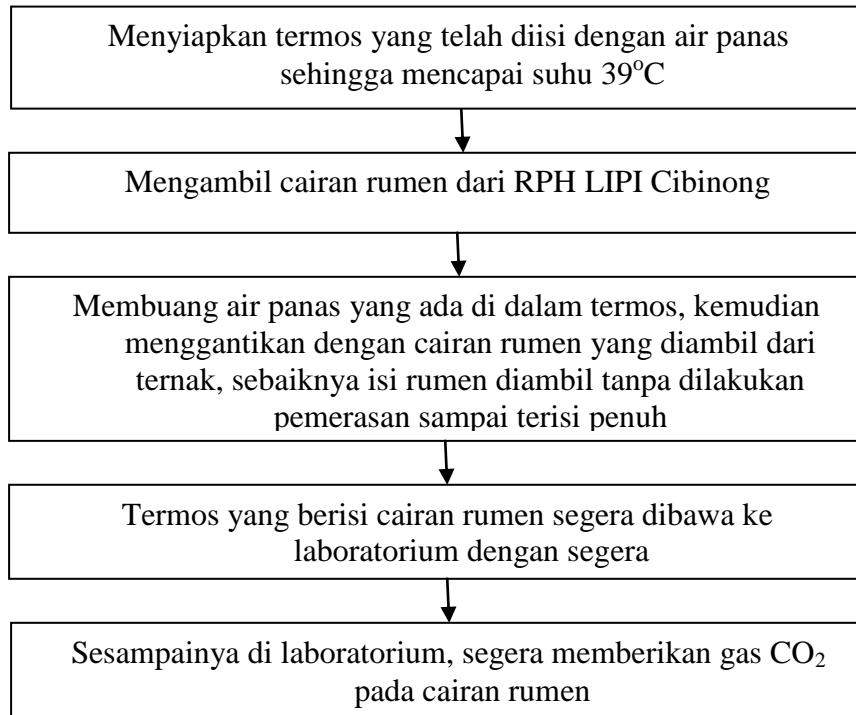 Menyiapkan termos yang telah diisi dengan air panas
sehingga mencapai suhu 39°C
Mengambil cairan rumen dari RPH LIPI Cibinong
Membuang air panas yang ada di dalam termos, kemudian
menggantikan dengan cairan rumen yang diambil dari
ternak, sebaiknya isi rumen diambil tanpa dilakukan
pemerasan sampai terisi penuh
Termos yang berisi cairan rumen segera dibawa ke
laboratorium dengan segera
Sesampainya di laboratorium, segera memberikan gas CO₂
pada cairan rumen